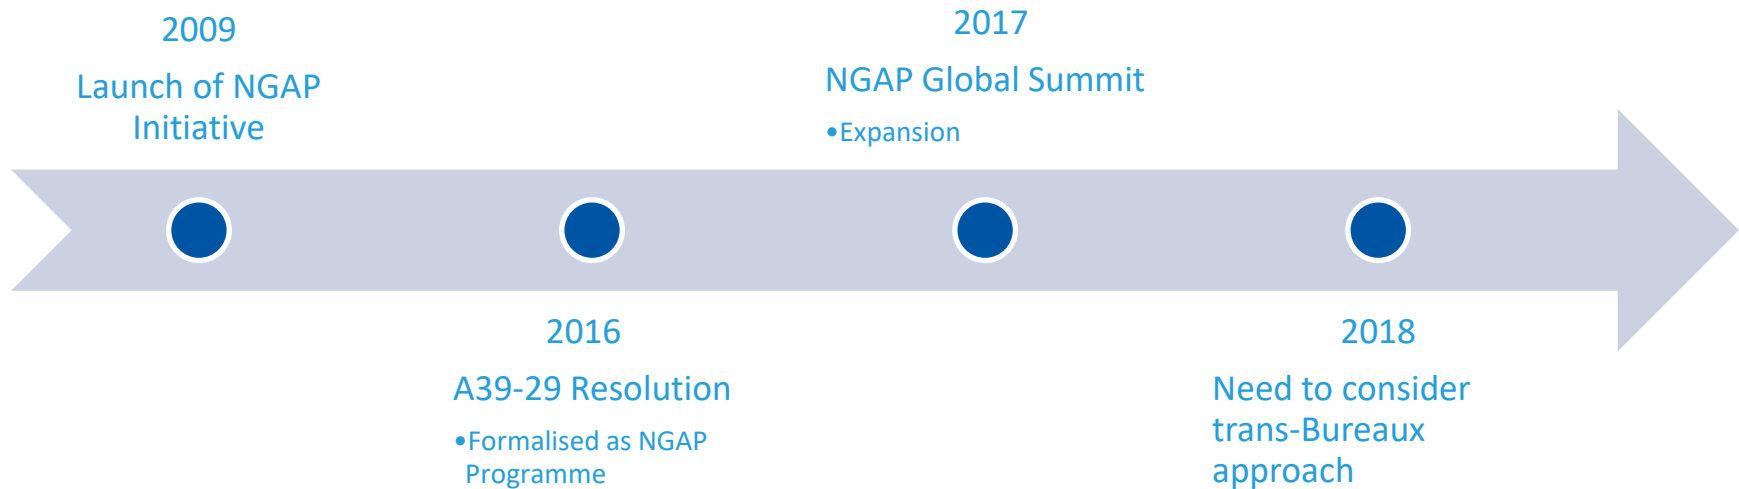 2009
Launch of NGAP
Initiative
2016
A39-29 Resolution
•Formalised as NGAP
Programme
2017
NGAP Global Summit
•Expansion
2018
Need to consider
trans-Bureaux
approach